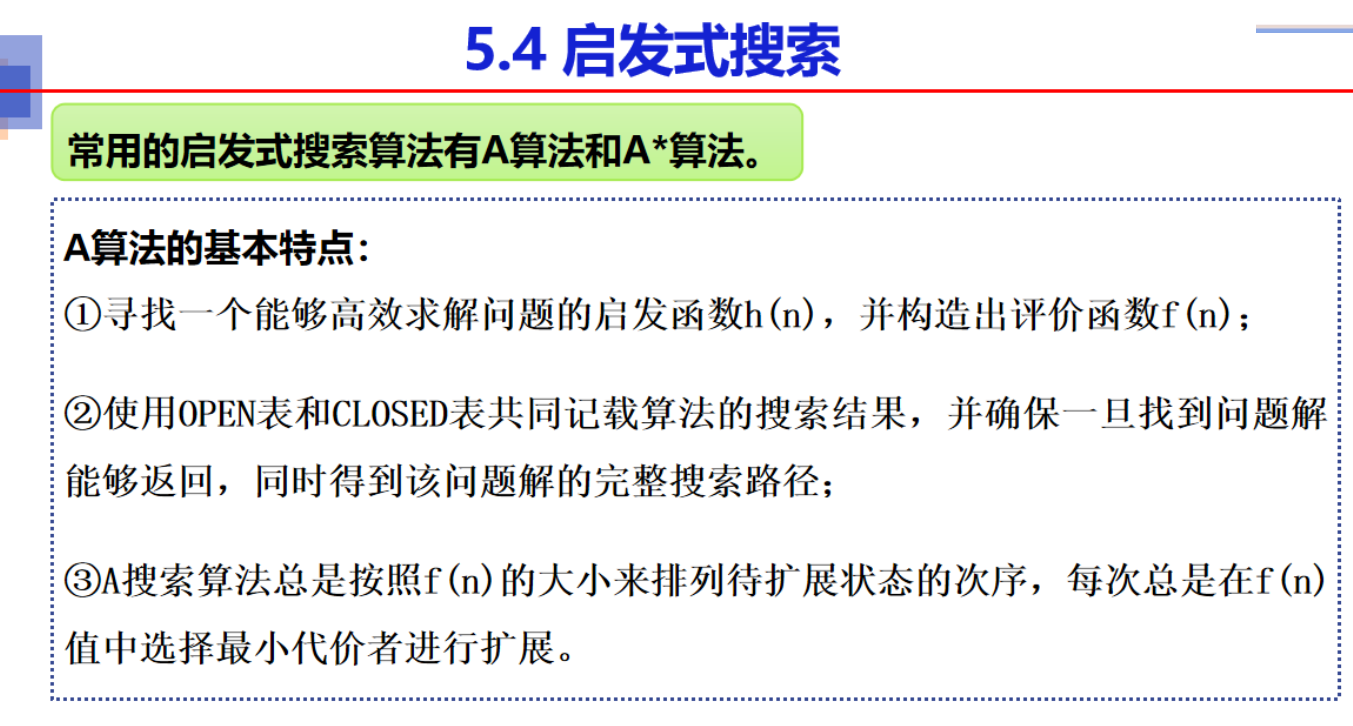 5.4 启发式搜索
常用的启发式搜索算法有A算法和A*算法。
A算法的基本特点：
①寻找一个能够高效求解问题的启发函数h(n)，并构造出评价函数f(n)；
②使用OPEN表和CLOSED表共同记载算法的搜索结果，并确保一旦找到问题解
能够返回，同时得到该问题解的完整搜索路径；
③A搜索算法总是按照f(n)的大小来排列待扩展状态的次序，每次总是在f(n)
值中选择最小代价者进行扩展。